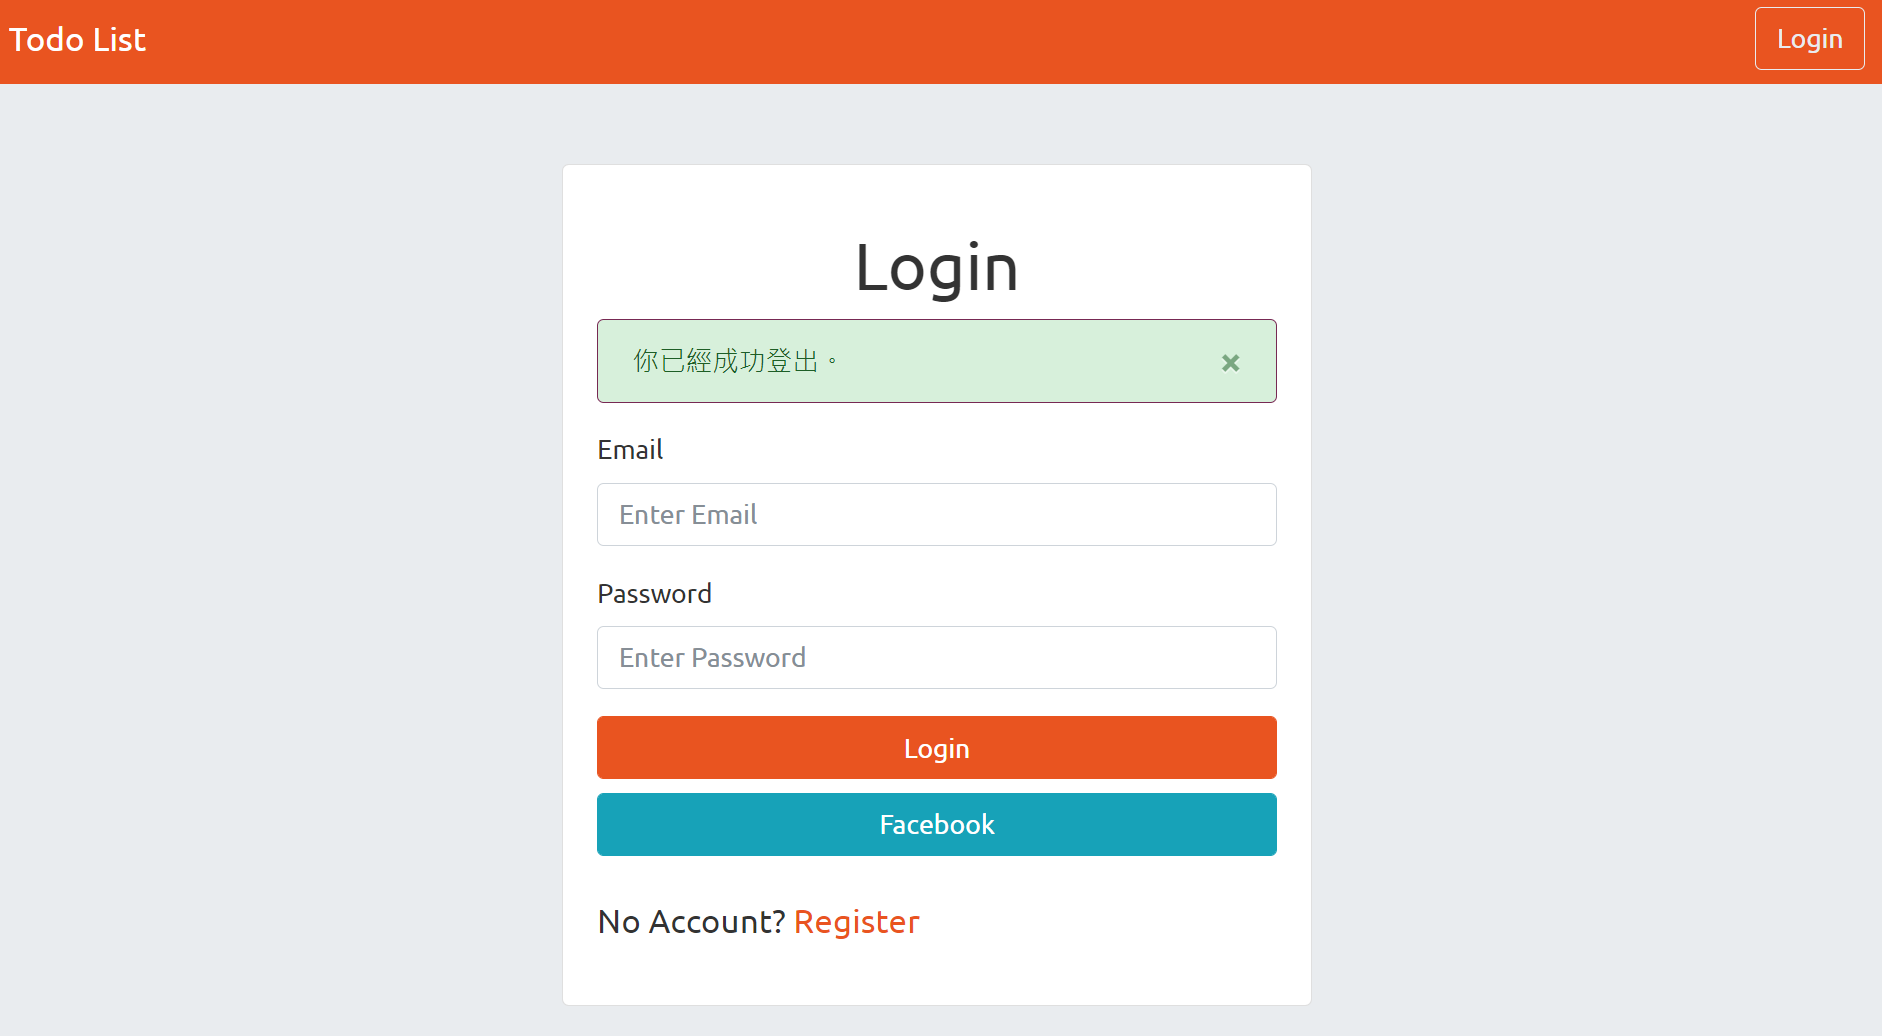 Todo List
Login
Login
你已經成功登出。
×
Email
Enter Email
Password
Enter Password
Login
Facebook
No Account? Register